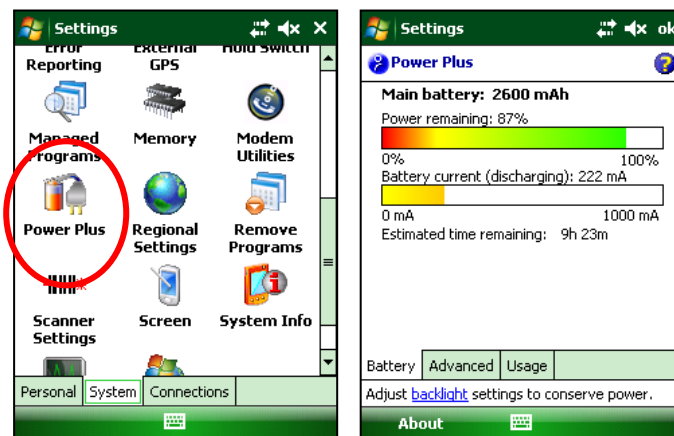 Settings
Error External Hold Switch
Reporting GPS
Managed Memory Modem
Programs Utilities
Power Plus Regional Remove
Settings Programs
Scanner Screen System Info
Settings
Personal System Connections
Settings ok
Power Plus
Main battery: 2600 mAh
Power remaining: 87%
0% 100%
Battery current (discharging): 222 mA
0 mA 1000 mA
Estimated time remaining: 9h 23m
Battery Advanced Usage
Adjust backlight settings to conserve power.
About